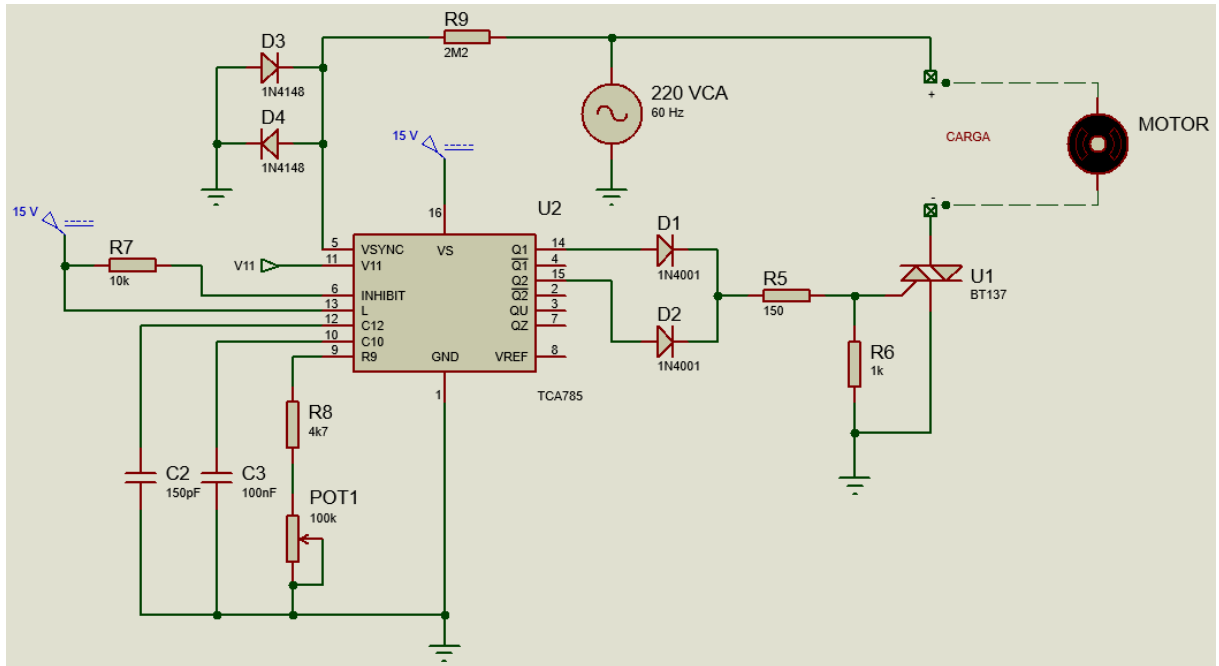 R9
2M2
D3
1N4148
D4
1N4148
220 VCA
60 Hz
+
CARGA
-
MOTOR
15 V
15 V
R7
10k
V11
U2
16
5 VSYNC
11 V11
6 INHIBIT
13 L
12 C12
10 C10
9 R9
VS
GND
1
Q1 14
Q1 4
Q2 15
Q2 2
QU 3
QZ 7
VREF 8
TCA785
D1
1N4001
D2
1N4001
R5
150
R6
1k
U1
BT137
R8
4k7
POT1
100k
C2
150pF
C3
100nF